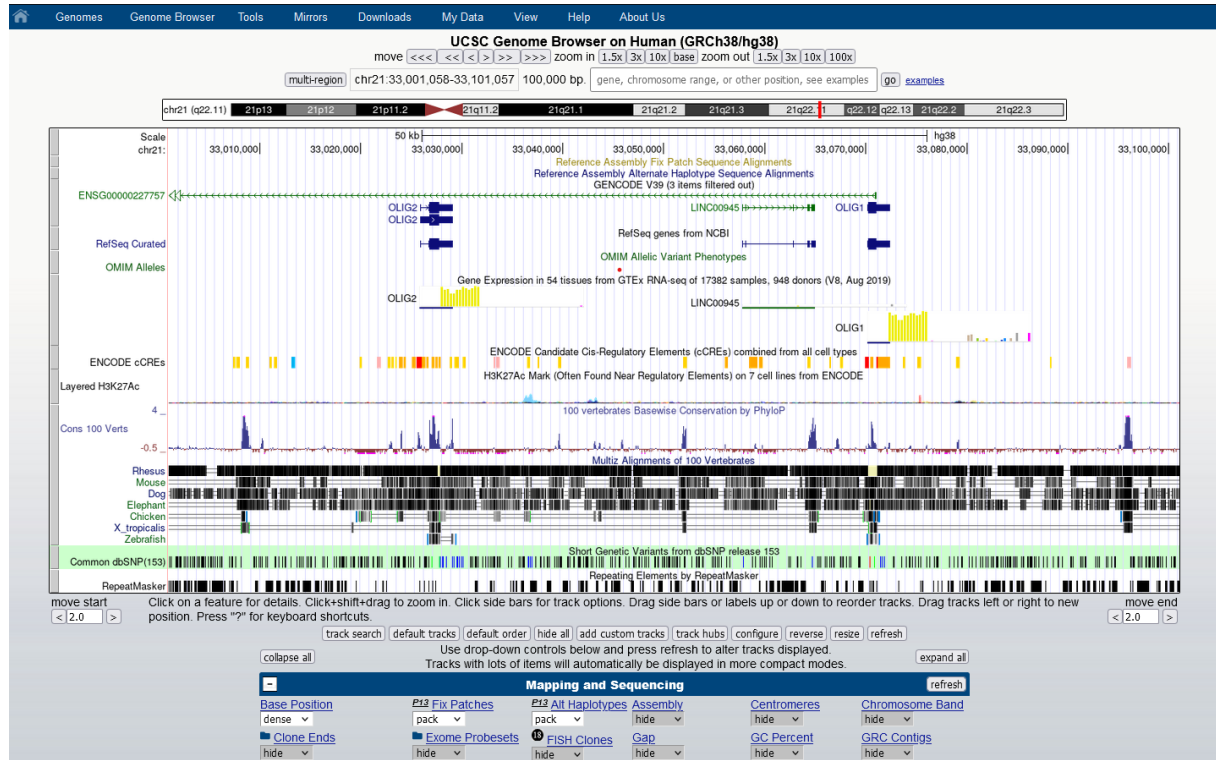 Genomes Genome Browser Tools Mirrors Downloads My Data View Help About Us
UCSC Genome Browser on Human (GRCh38/hg38)
move <<< << < > >> >>> zoom in 1.5x 3x 10x base zoom out 1.5x 3x 10x 100x
multi-region chr21:33,001,058-33,101,057 100,000 bp. gene, chromosome range, or other position, see examples go examples
chr21 (q22.11) 21p13 21p12 21p11.2 21q11.2 21q21.1 21q21.2 21q21.3 21q22.11 q22.12 q22.13 21q22.2 21q22.3
Scale 50 kb hg38
chr21: 33,010,000 33,020,000 33,030,000 33,040,000 33,050,000 33,060,000 33,070,000 33,080,000 33,090,000 33,100,000
Reference Assembly Fix Patch Sequence Alignments
Reference Assembly Alternate Haplotype Sequence Alignments
GENCODE V39 (3 items filtered out)
ENSG00000227757
OLIG2 LINC00945 OLIG1
OLIG2
RefSeq genes from NCBI
RefSeq Curated
OMIM Allelic Variant Phenotypes
OMIM Alleles
Gene Expression in 54 tissues from GTEx RNA-seq of 17382 samples, 948 donors (V8, Aug 2019)
OLIG2 LINC00945
OLIG1
ENCODE Candidate Cis-Regulatory Elements (cCREs) combined from all cell types
ENCODE cCREs
H3K27Ac Mark (Often Found Near Regulatory Elements) on 7 cell lines from ENCODE
Layered H3K27Ac
4 _ 100 vertebrates Basewise Conservation by PhyloP
Cons 100 Verts
-0.5 _
Multiz Alignments of 100 Vertebrates
Rhesus
Mouse
Dog
Elephant
Chicken
X_tropicalis
Zebrafish
Short Genetic Variants from dbSNP release 153
Common dbSNP(153)
Repeating Elements by RepeatMasker
RepeatMasker
move start Click on a feature for details. Click+shift+drag to zoom in. Click side bars for track options. Drag side bars or labels up or down to reorder tracks. Drag tracks left or right to new move end
< 2.0 > position. Press "?" for keyboard shortcuts. < 2.0 >
track search default tracks default order hide all add custom tracks track hubs configure reverse resize refresh
collapse all Use drop-down controls below and press refresh to alter tracks displayed. expand all
Tracks with lots of items will automatically be displayed in more compact modes.
- Mapping and Sequencing refresh
Base Position P13 Fix Patches P13 Alt Haplotypes Assembly Centromeres Chromosome Band
dense pack pack hide hide hide
Clone Ends Exome Probesets 18 FISH Clones Gap GC Percent GRC Contigs
hide hide hide hide hide hide